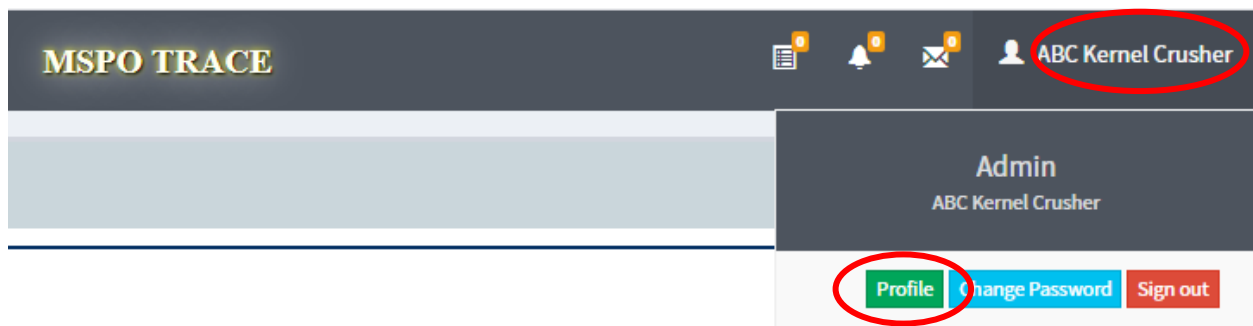 MSPO TRACE 0 0 0 ABC Kernel Crusher
Admin
ABC Kernel Crusher
Profile Change Password Sign out